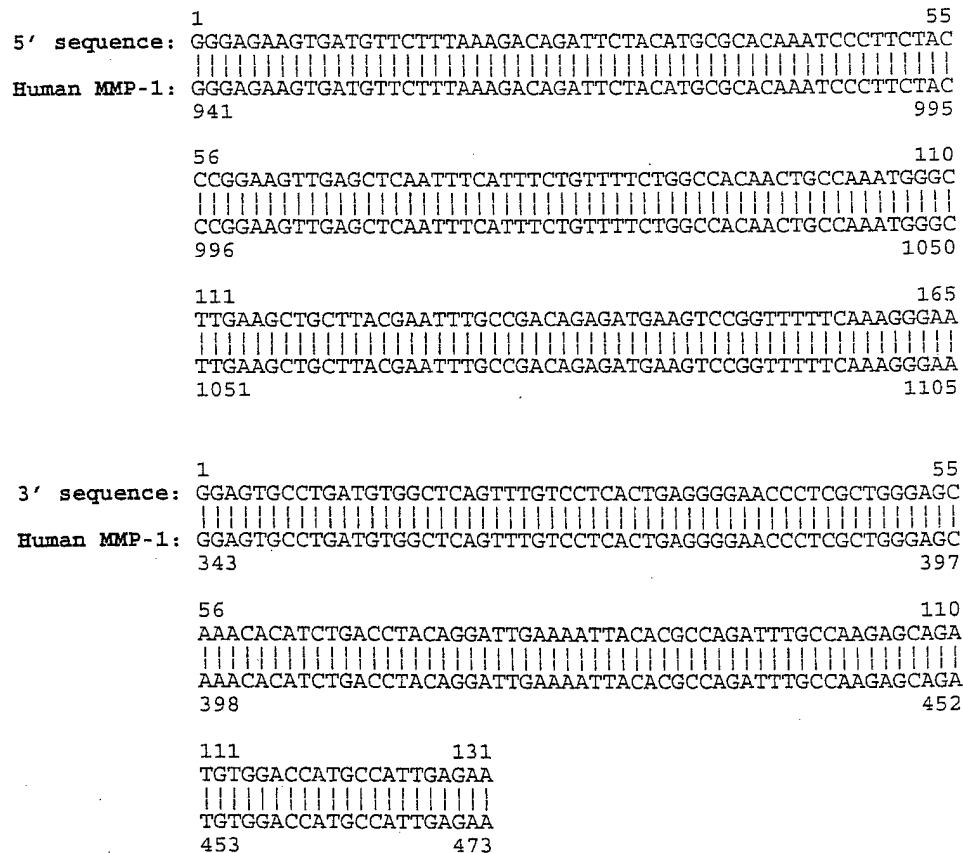 1 55
5′ sequence: GGGAGAAGTGATGTTCTTTAAAGACAGATTCTACATGCGCACAAATCCCTTCTAC
| | | | | | | | | | | | | | | | | | | | | | | | | | | | | | | | | | | | | | | | | | | | | | | | | | | | | | |
Human MMP-1: GGGAGAAGTGATGTTCTTTAAAGACAGATTCTACATGCGCACAAATCCCTTCTAC
941 995
56 110
CCGGAAGTTGAGCTCAATTTCATTTCTGTTTTCTGGCCACAACTGCCAAATGGGC
| | | | | | | | | | | | | | | | | | | | | | | | | | | | | | | | | | | | | | | | | | | | | | | | | | | | | | |
CCGGAAGTTGAGCTCAATTTCATTTCTGTTTTCTGGCCACAACTGCCAAATGGGC
996 1050
111 165
TTGAAGCTGCTTACGAATTTGCCGACAGAGATGAAGTCCGGTTTTTCAAAGGGAA
| | | | | | | | | | | | | | | | | | | | | | | | | | | | | | | | | | | | | | | | | | | | | | | | | | | | | | |
TTGAAGCTGCTTACGAATTTGCCGACAGAGATGAAGTCCGGTTTTTCAAAGGGAA
1051 1105
1 55
3′ sequence: GGAGTGCCTGATGTGGCTCAGTTTGTCCTCACTGAGGGGAACCCTCGCTGGGAGC
| | | | | | | | | | | | | | | | | | | | | | | | | | | | | | | | | | | | | | | | | | | | | | | | | | | | | | |
Human MMP-1: GGAGTGCCTGATGTGGCTCAGTTTGTCCTCACTGAGGGGAACCCTCGCTGGGAGC
343 397
56 110
AAACACATCTGACCTACAGGATTGAAAATTACACGCCAGATTTGCCAAGAGCAGA
| | | | | | | | | | | | | | | | | | | | | | | | | | | | | | | | | | | | | | | | | | | | | | | | | | | | | | |
AAACACATCTGACCTACAGGATTGAAAATTACACGCCAGATTTGCCAAGAGCAGA
398 452
111 131
TGTGGACCATGCCATTGAGAA
| | | | | | | | | | | | | | | | | | | | |
TGTGGACCATGCCATTGAGAA
453 473